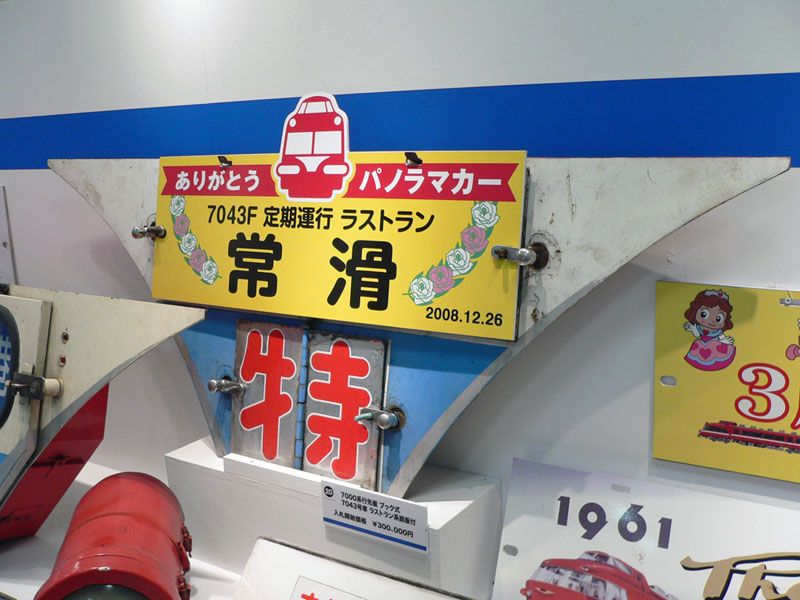 ありがとう パノラマカー
7043F 定期運行 ラストラン
常 滑
2008.12.26
特
20
7000系行先板 ブック式
7043号車 ラストラン系統板付
入札開始価格 ¥300,000円
3
1961
The